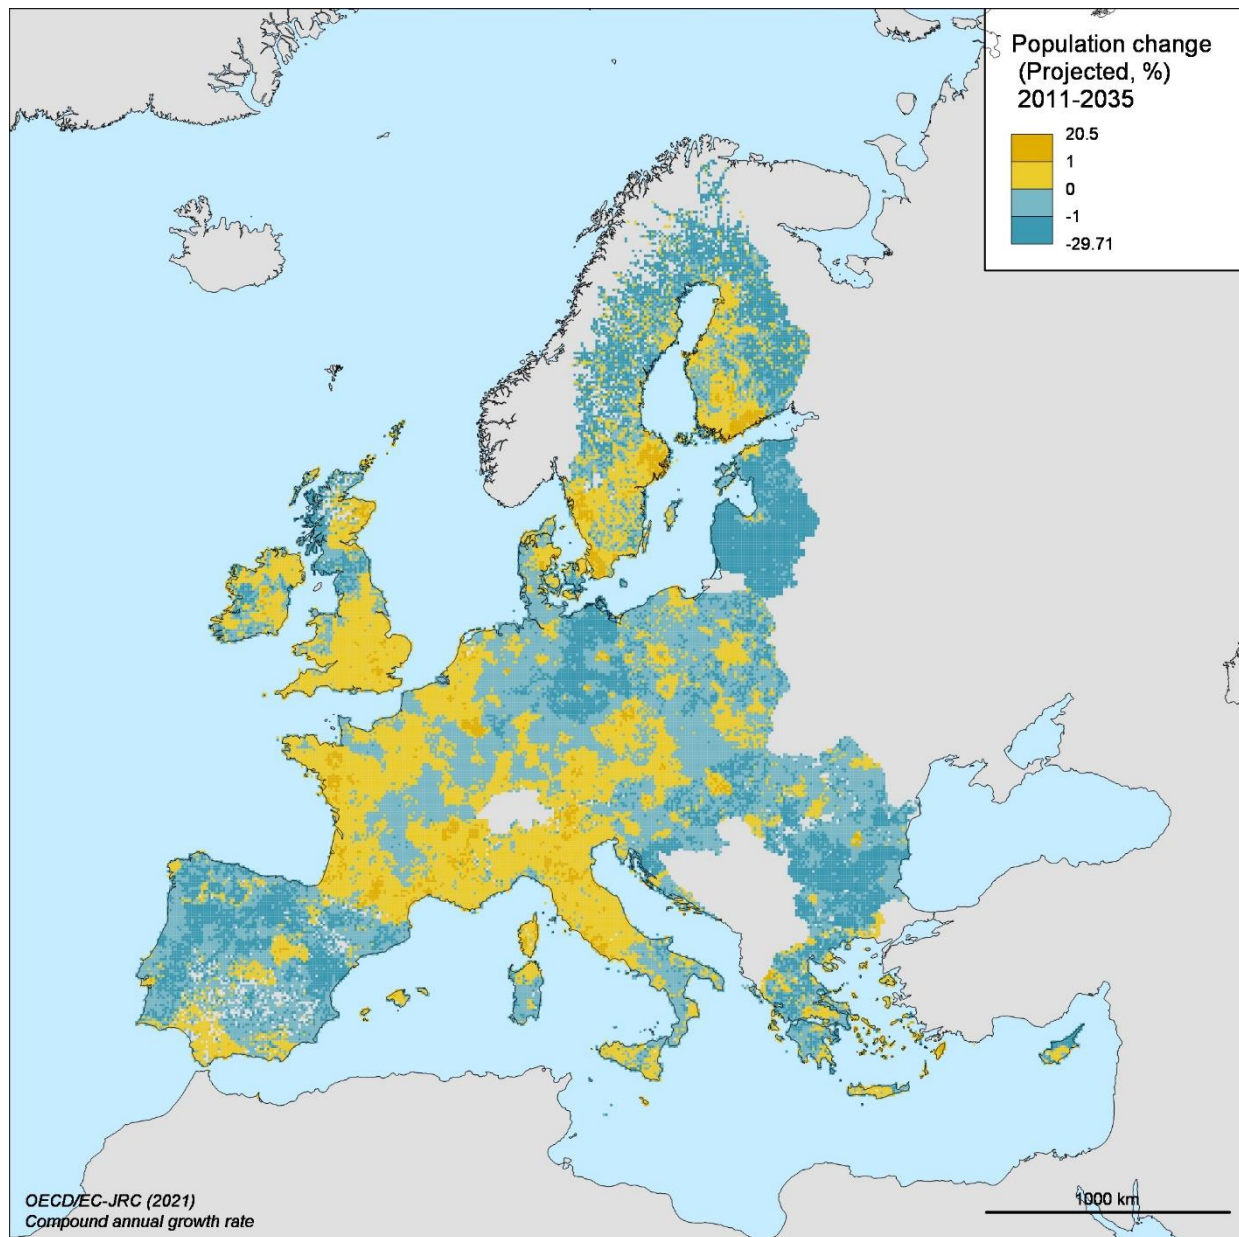 Population change
(Projected, %)
2011-2035
20.5
1
0
-1
-29.71
OECD/EC-JRC (2021)
Compound annual growth rate
1000 km